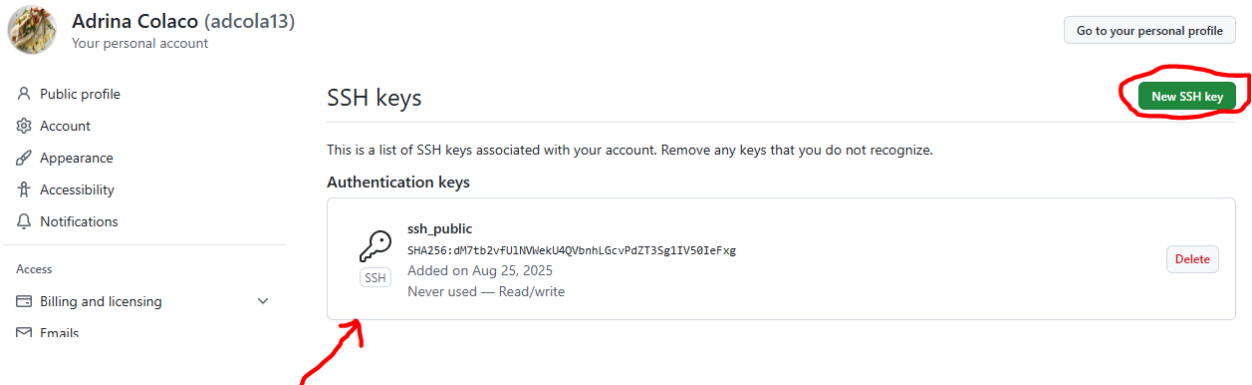 Adrina Colaco (adcola13)
Your personal account
Go to your personal profile
Public profile
Account
Appearance
Accessibility
Notifications
Access
Billing and licensing
Emails
SSH keys
New SSH key
This is a list of SSH keys associated with your account. Remove any keys that you do not recognize.
Authentication keys
ssh_public
SHA256:dM7tb2vfUlNVWekU4QVbnhLGcvPdZT3Sg1IV50IeFxg
Added on Aug 25, 2025
Never used — Read/write
SSH
Delete